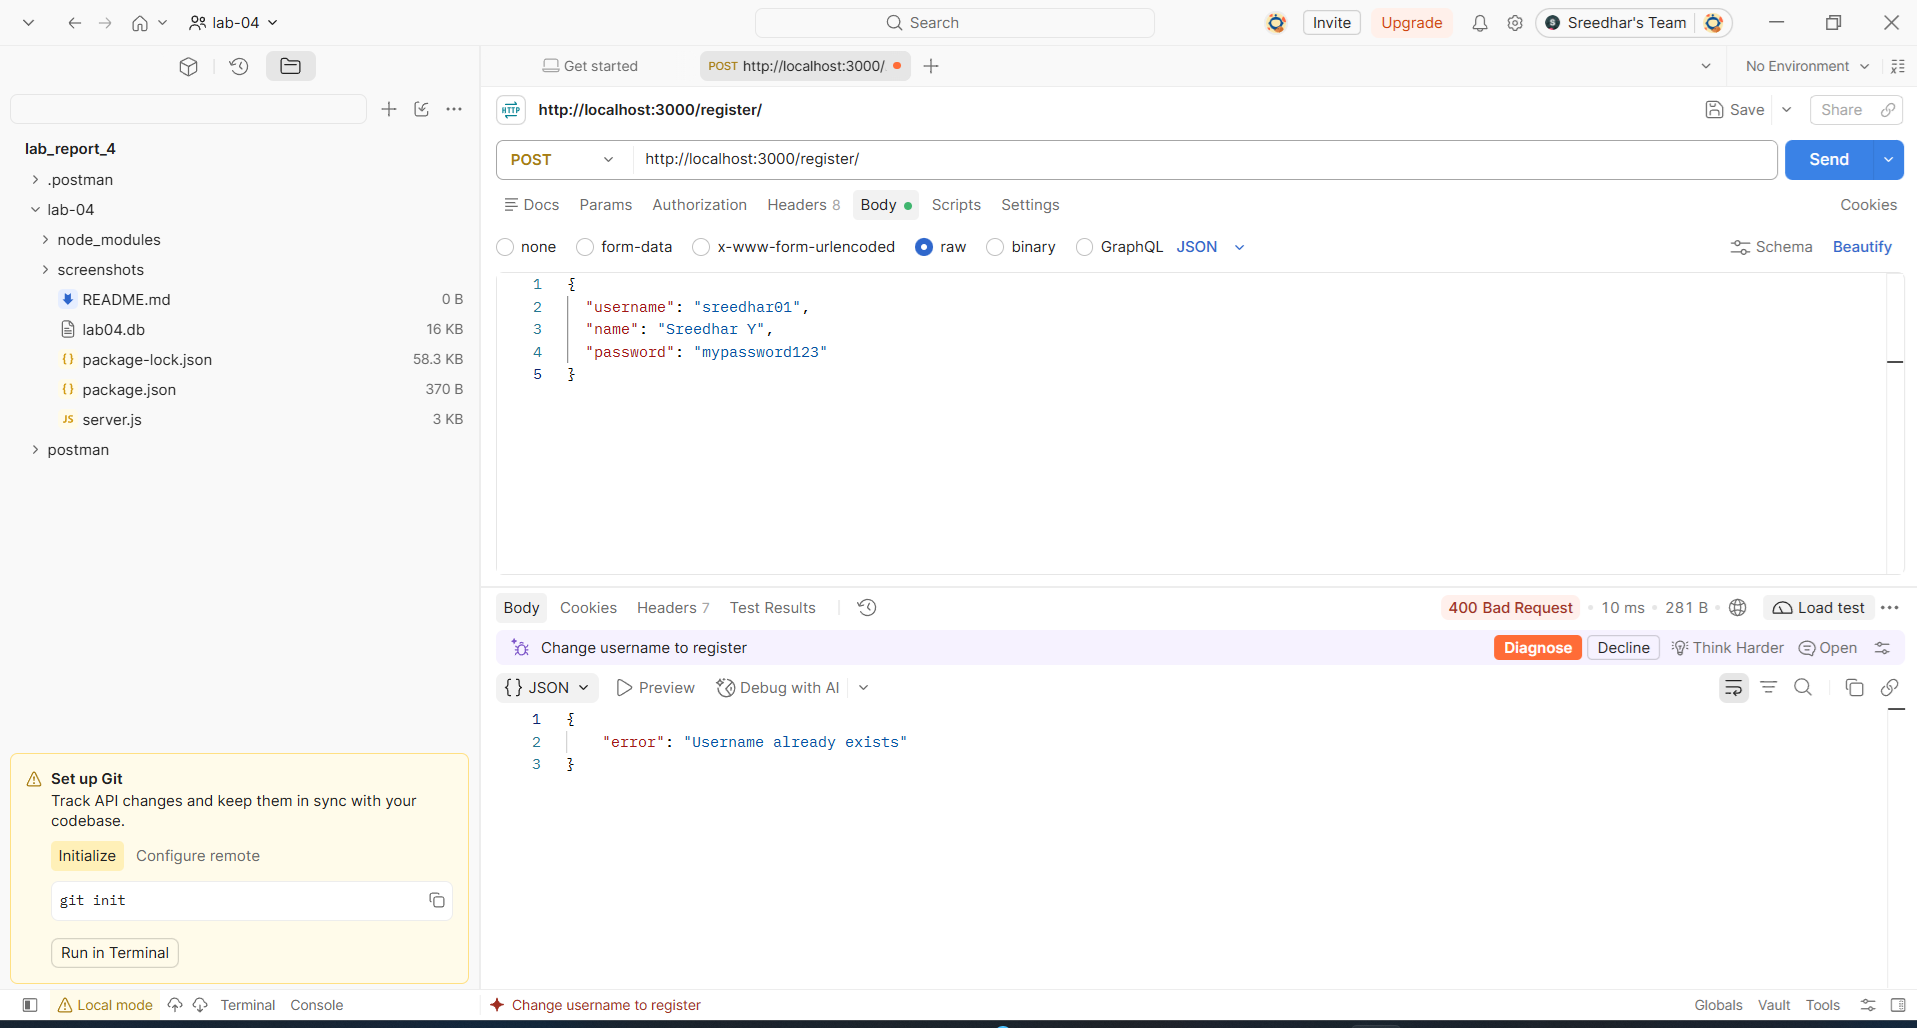 lab-04
Search
Invite
Upgrade
Sreedhar's Team
Get started
POST http://localhost:3000/
No Environment
lab_report_4
.postman
lab-04
node_modules
screenshots
README.md 0 B
lab04.db 16 KB
package-lock.json 58.3 KB
package.json 370 B
JS server.js 3 KB
postman
Set up Git
Track API changes and keep them in sync with your
codebase.
Initialize Configure remote
git init
Run in Terminal
HTTP http://localhost:3000/register/
Save Share
POST http://localhost:3000/register/
Send
Docs Params Authorization Headers 8 Body Scripts Settings Cookies
none form-data x-www-form-urlencoded raw binary GraphQL JSON Schema Beautify
1 {
2 "username": "sreedhar01",
3 "name": "Sreedhar Y",
4 "password": "mypassword123"
5 }
Body Cookies Headers 7 Test Results 400 Bad Request 10 ms 281 B Load test
Change username to register Diagnose Decline Think Harder Open
{} JSON Preview Debug with AI
1 {
2 "error": "Username already exists"
3 }
Local mode Terminal Console Change username to register Globals Vault Tools